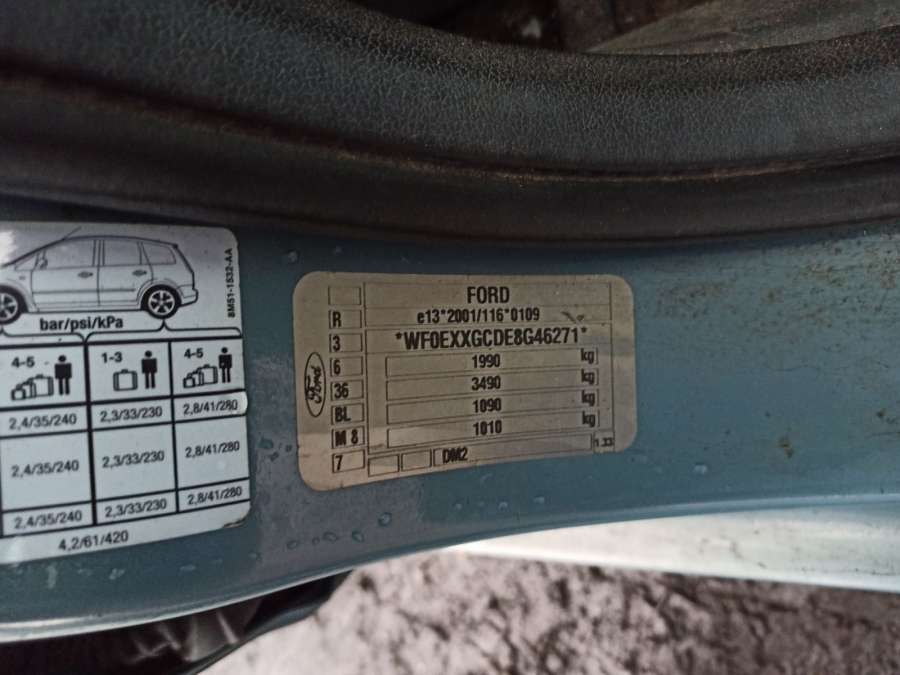 8M51-1532-AA
bar/psi/kPa
4-5 1-3 4-5
2,4/35/240 2,3/33/230 2,8/41/280
2,4/35/240 2,3/33/230 2,8/41/280
2,4/35/240 2,3/33/230 2,8/41/280
4,2/61/420
Ford
FORD
R e13*2001/116*0109
3 *WF0EXXGCDE8G46271*
6 1990 kg
36 3490 kg
BL 1090 kg
M 8 1010 kg
7 DM2 1.33